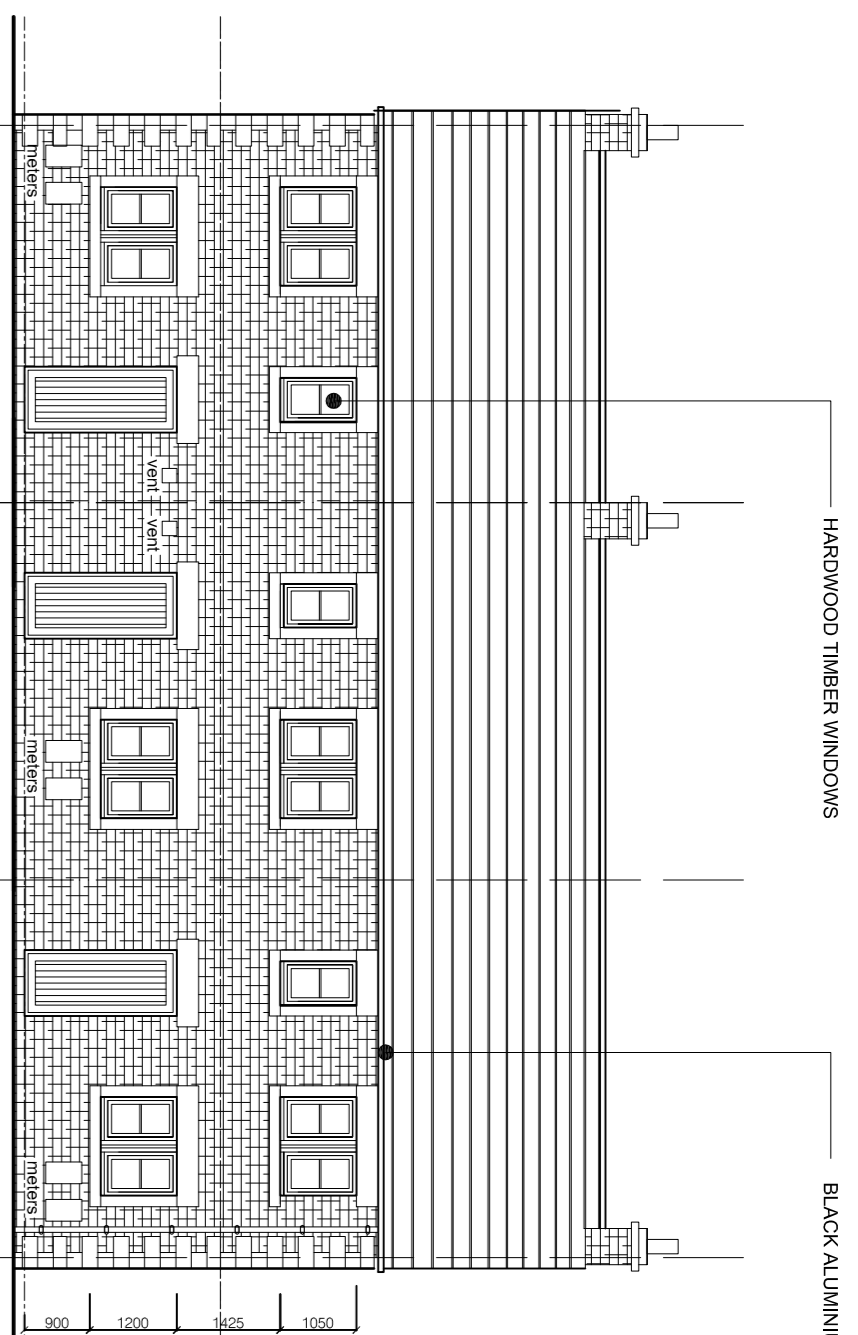 HARDWOOD TIMBER WINDOWS
BLACK ALUMINI
meters
vent
vent
meters
meters
900
1200
1425
1050